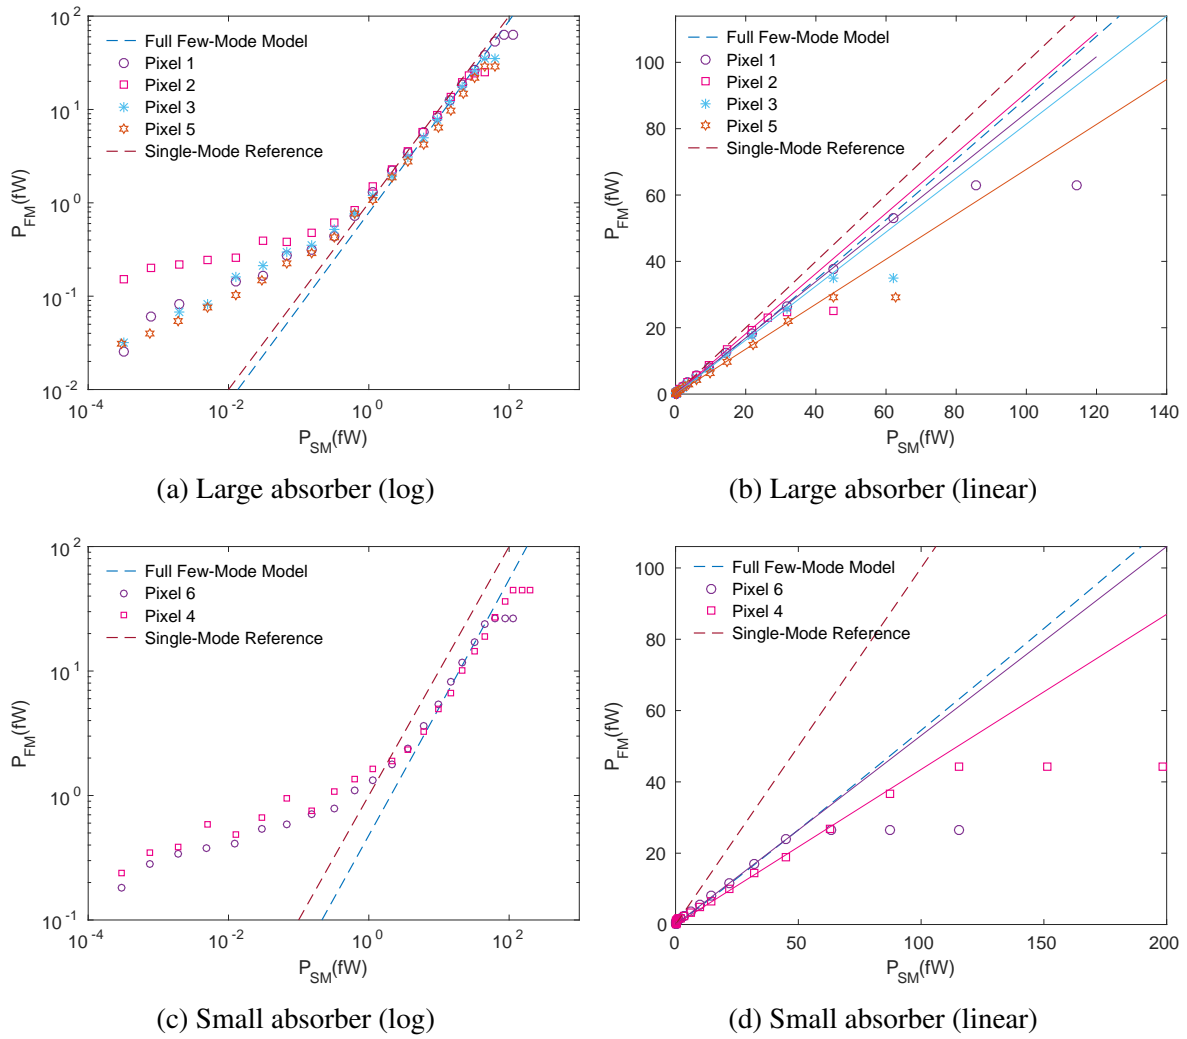 10^2
10^1
10^0
10^-1
10^-2
P_FM(fW)
Full Few-Mode Model
Pixel 1
Pixel 2
Pixel 3
Pixel 5
Single-Mode Reference
10^-4
10^-2
10^0
10^2
P_SM(fW)
(a) Large absorber (log)
100
80
60
40
20
0
P_FM(fW)
Full Few-Mode Model
Pixel 1
Pixel 2
Pixel 3
Pixel 5
Single-Mode Reference
0 20 40 60 80 100 120 140
P_SM(fW)
(b) Large absorber (linear)
10^2
10^1
10^0
10^-1
P_FM(fW)
Full Few-Mode Model
Pixel 6
Pixel 4
Single-Mode Reference
10^-4
10^-2
10^0
10^2
P_SM(fW)
(c) Small absorber (log)
100
80
60
40
20
0
P_FM(fW)
Full Few-Mode Model
Pixel 6
Pixel 4
Single-Mode Reference
0 50 100 150 200
P_SM(fW)
(d) Small absorber (linear)